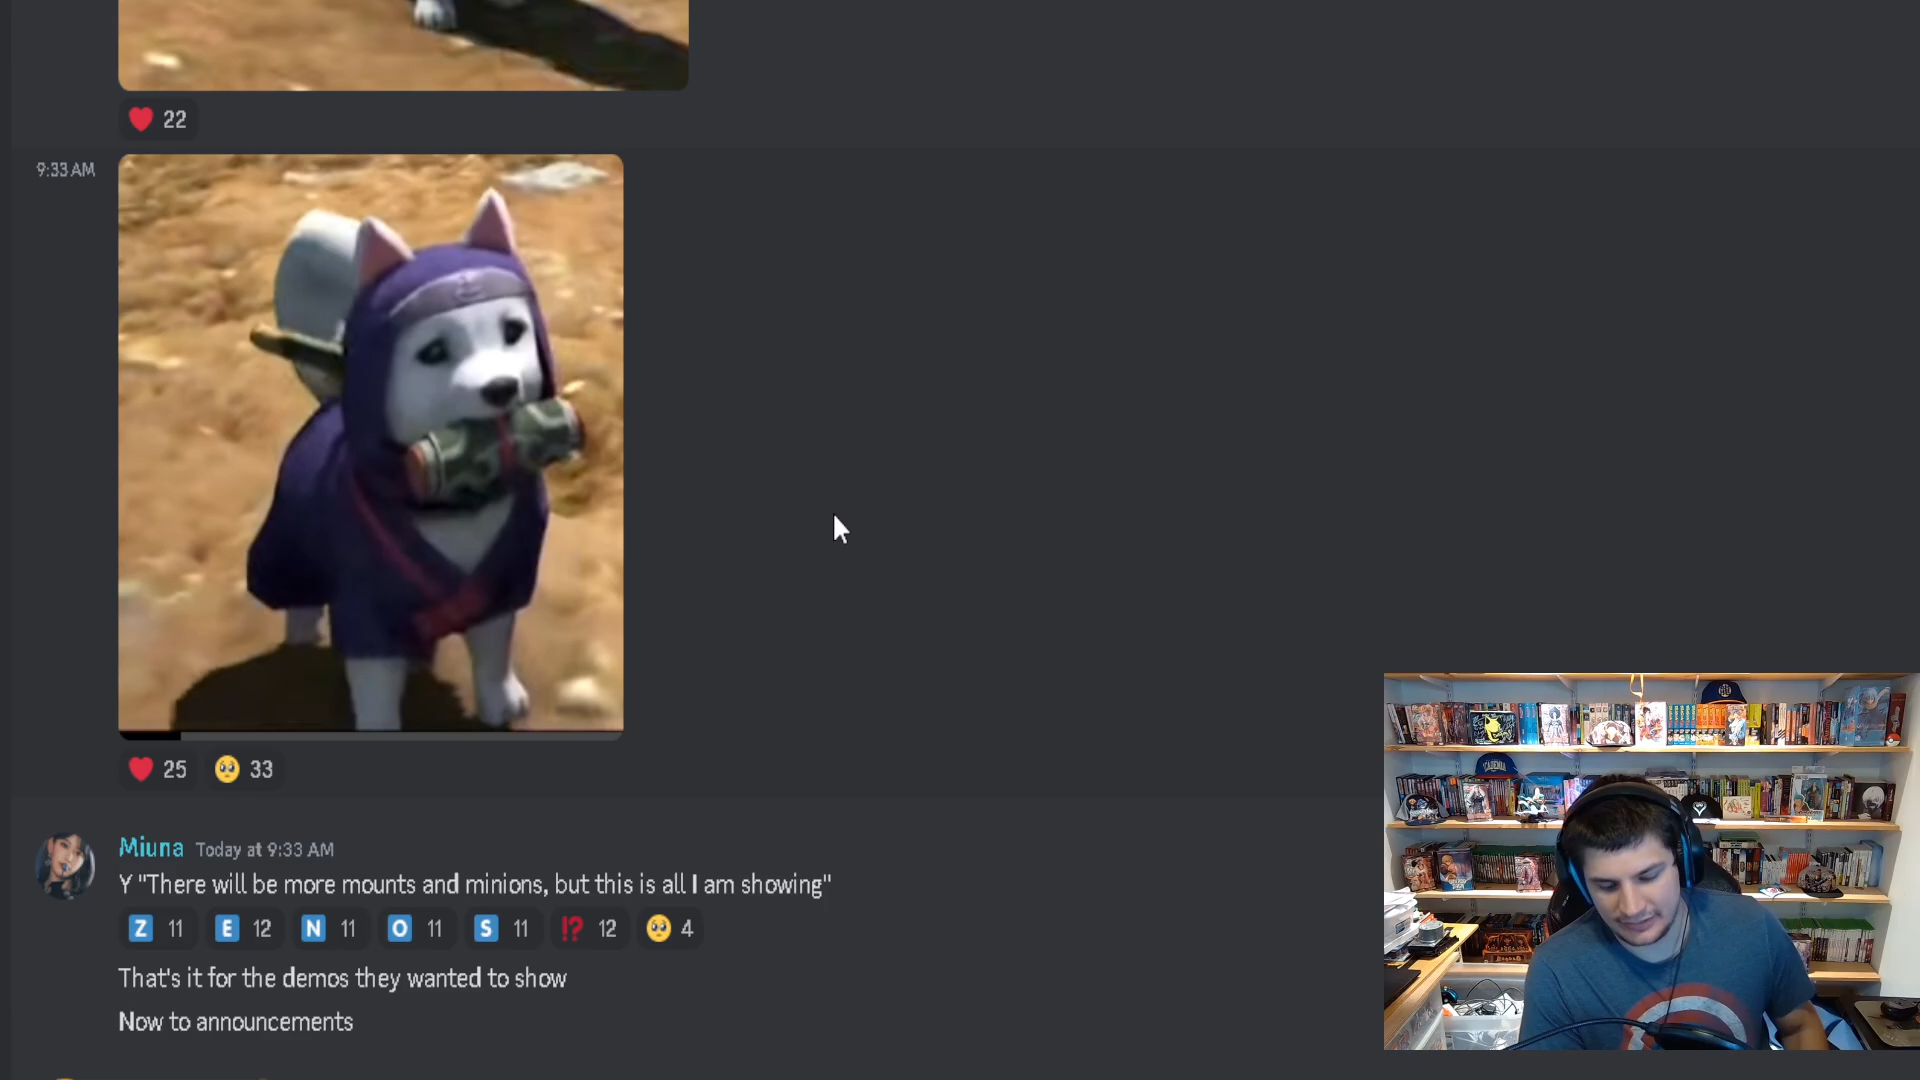 22
9:33 AM
25 33
Miuna Today at 9:33 AM
Y "There will be more mounts and minions, but this is all I am showing"
Z 11 E 12 N 11 O 11 S 11 !? 12 4
That's it for the demos they wanted to show
Now to announcements